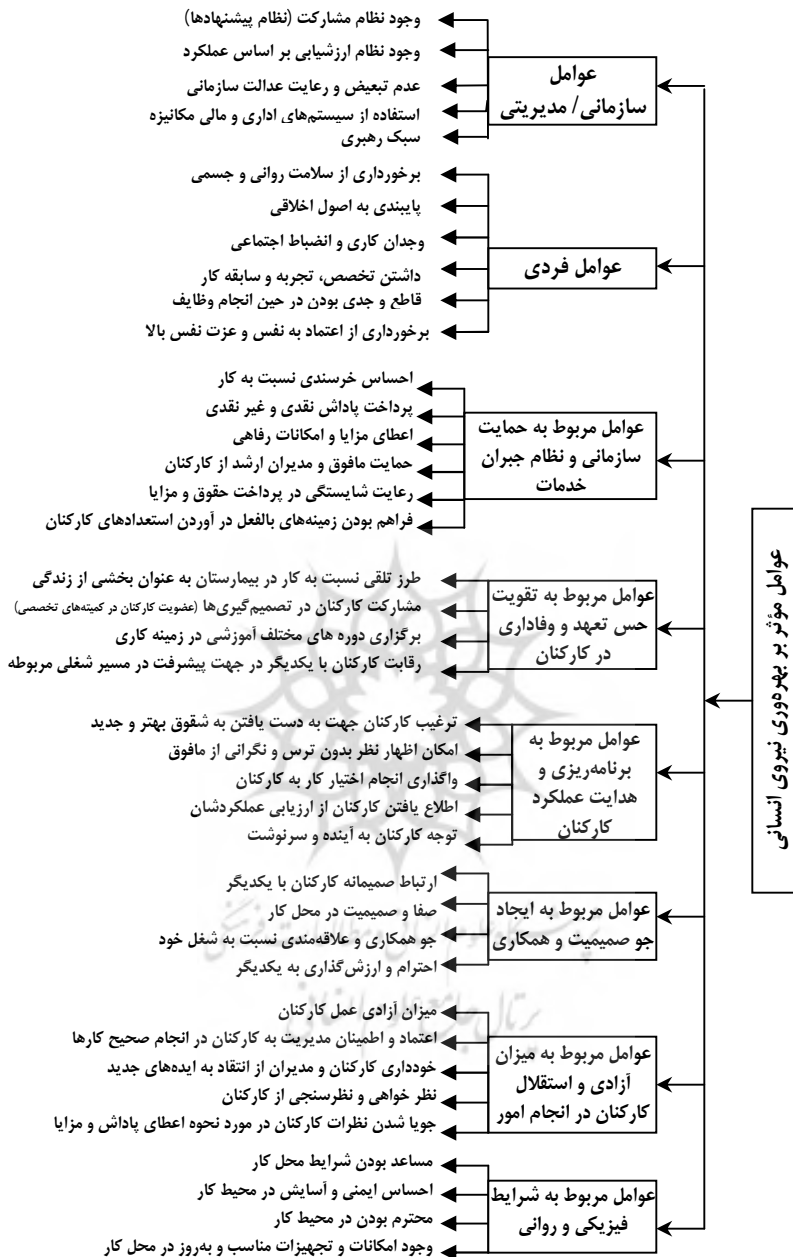 عوامل مؤثر بر بهره‌وری نیروی انسانی
عوامل
سازمانی/ مدیریتی
وجود نظام مشارکت (نظام پیشنهادها)
وجود نظام ارزشیابی بر اساس عملکرد
عدم تبعیض و رعایت عدالت سازمانی
استفاده از سیستم‌های اداری و مالی مکانیزه
سبک رهبری
عوامل فردی
برخورداری از سلامت روانی و جسمی
پایبندی به اصول اخلاقی
وجدان کاری و انضباط اجتماعی
داشتن تخصص، تجربه و سابقه کار
قاطع و جدی بودن در حین انجام وظایف
برخورداری از اعتماد به نفس و عزت نفس بالا
عوامل مربوط به حمایت
سازمانی و نظام جبران
خدمات
احساس خرسندی نسبت به کار
پرداخت پاداش نقدی و غیر نقدی
اعطای مزایا و امکانات رفاهی
حمایت مافوق و مدیران ارشد از کارکنان
رعایت شایستگی در پرداخت حقوق و مزایا
فراهم بودن زمینه‌های بالفعل در آوردن استعدادهای کارکنان
عوامل مربوط به تقویت
حس تعهد و وفاداری
در کارکنان
طرز تلقی نسبت به کار در بیمارستان به عنوان بخشی از زندگی
مشارکت کارکنان در تصمیم‌گیری‌ها (عضویت کارکنان در کمیته‌های تخصصی)
برگزاری دوره های مختلف آموزشی در زمینه کاری
رقابت کارکنان با یکدیگر در جهت پیشرفت در مسیر شغلی مربوطه
عوامل مربوط به
برنامه‌ریزی و
هدایت عملکرد
کارکنان
ترغیب کارکنان جهت به دست یافتن به شقوق بهتر و جدید
امکان اظهار نظر بدون ترس و نگرانی از مافوق
واگذاری انجام اختیار کار به کارکنان
اطلاع یافتن کارکنان از ارزیابی عملکردشان
توجه کارکنان به آینده و سرنوشت
عوامل مربوط به ایجاد
جو صمیمیت و همکاری
ارتباط صمیمانه کارکنان با یکدیگر
صفا و صمیمیت در محل کار
جو همکاری و علاقه‌مندی نسبت به شغل خود
احترام و ارزش‌گذاری به یکدیگر
عوامل مربوط به میزان
آزادی و استقلال
کارکنان در انجام امور
میزان آزادی عمل کارکنان
اعتماد و اطمینان مدیریت به کارکنان در انجام صحیح کارها
خودداری کارکنان و مدیران از انتقاد به ایده‌های جدید
نظر خواهی و نظرسنجی از کارکنان
جویا شدن نظرات کارکنان در مورد نحوه اعطای پاداش و مزایا
عوامل مربوط به شرایط
فیزیکی و روانی
مساعد بودن شرایط محل کار
احساس ایمنی و آسایش در محیط کار
محترم بودن در محیط کار
وجود امکانات و تجهیزات مناسب و به‌روز در محل کار
پژوهشگاه علوم انسانی و مطالعات فرهنگی
پرتال جامع علوم انسانی